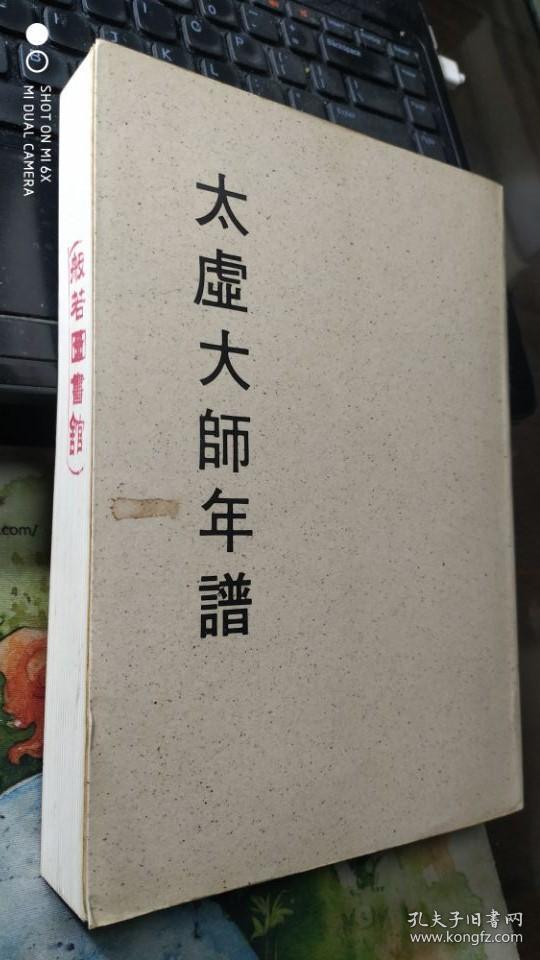 SHOT ON MI 6X
MI DUAL CAMERA
太虛大師年譜
般若圖書館
com/
孔夫子旧书网
www.kongfz.com